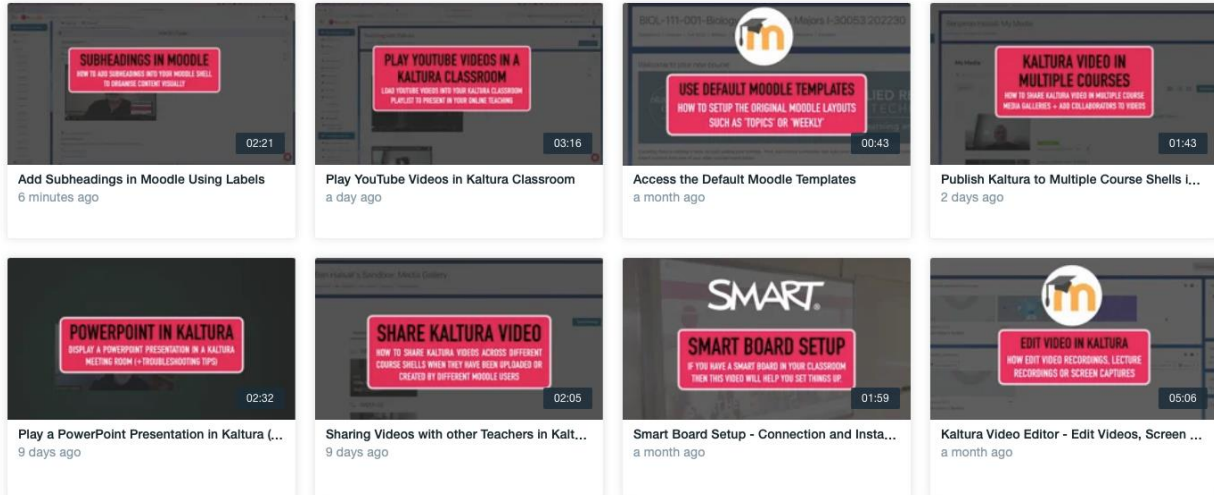 SUBHEADINGS IN MOODLE
HOW TO ADD SUBHEADINGS INTO YOUR MOODLE SHELL
TO ORGANISE CONTENT VISUALLY
02:21
Add Subheadings in Moodle Using Labels
6 minutes ago
PLAY YOUTUBE VIDEOS IN A
KALTURA CLASSROOM
LOAD YOUTUBE VIDEOS INTO YOUR KALTURA CLASSROOM
PLAYLIST TO PRESENT IN YOUR ONLINE TEACHING
03:16
Play YouTube Videos in Kaltura Classroom
a day ago
m
USE DEFAULT MOODLE TEMPLATES
HOW TO SETUP THE ORIGINAL MOODLE LAYOUTS
SUCH AS 'TOPICS' OR 'WEEKLY'
00:43
Access the Default Moodle Templates
a month ago
KALTURA VIDEO IN
MULTIPLE COURSES
HOW TO SHARE KALTURA VIDEO IN MULTIPLE COURSE
MEDIA GALLERIES + ADD COLLABORATORS TO VIDEOS
01:43
Publish Kaltura to Multiple Course Shells i...
2 days ago
POWERPOINT IN KALTURA
DISPLAY A POWERPOINT PRESENTATION IN A KALTURA
MEETING ROOM (+TROUBLESHOOTING TIPS)
02:32
Play a PowerPoint Presentation in Kaltura (...
9 days ago
SHARE KALTURA VIDEO
HOW TO SHARE KALTURA VIDEOS ACROSS DIFFERENT
COURSE SHELLS WHEN THEY HAVE BEEN UPLOADED OR
CREATED BY DIFFERENT MOODLE USERS
02:05
Sharing Videos with other Teachers in Kalt...
9 days ago
SMART
SMART BOARD SETUP
IF YOU HAVE A SMART BOARD IN YOUR CLASSROOM
THEN THIS VIDEO WILL HELP YOU SET THINGS UP.
01:59
Smart Board Setup - Connection and Insta...
a month ago
m
EDIT VIDEO IN KALTURA
HOW EDIT VIDEO RECORDINGS, LECTURE
RECORDINGS OR SCREEN CAPTURES
05:06
Kaltura Video Editor - Edit Videos, Screen ...
a month ago